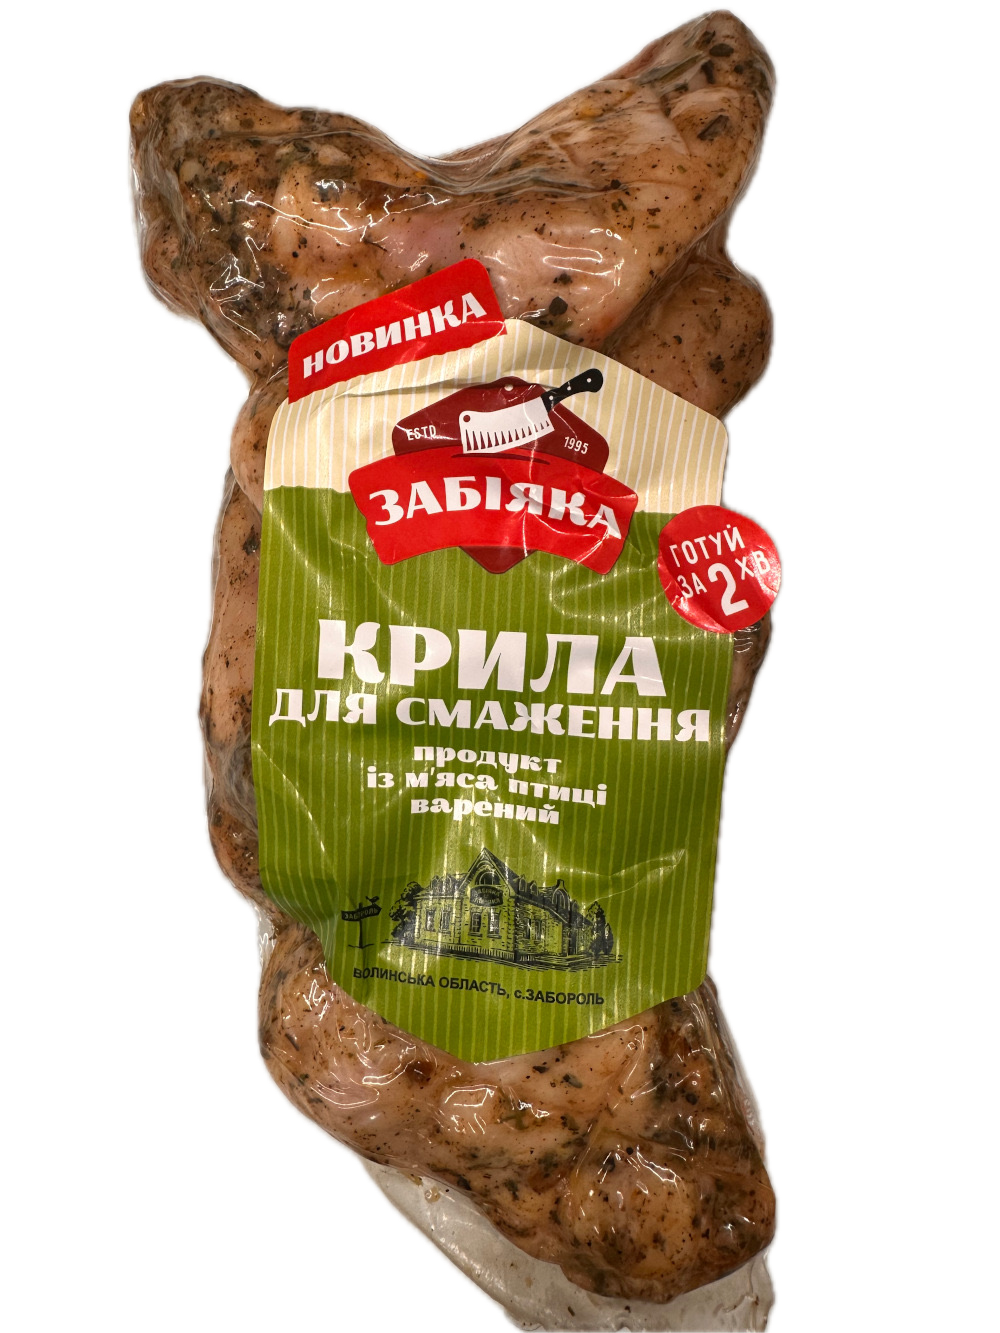 НОВИНКА
ESTD
1995
ЗАБІЯКА
ГОТУЙ
ЗА 2 ХВ
КРИЛА
ДЛЯ СМАЖЕННЯ
продукт
із м'яса птиці
варений
ЗАБОРОЛЬ
ВОЛИНСЬКА ОБЛАСТЬ, с.ЗАБОРОЛЬ